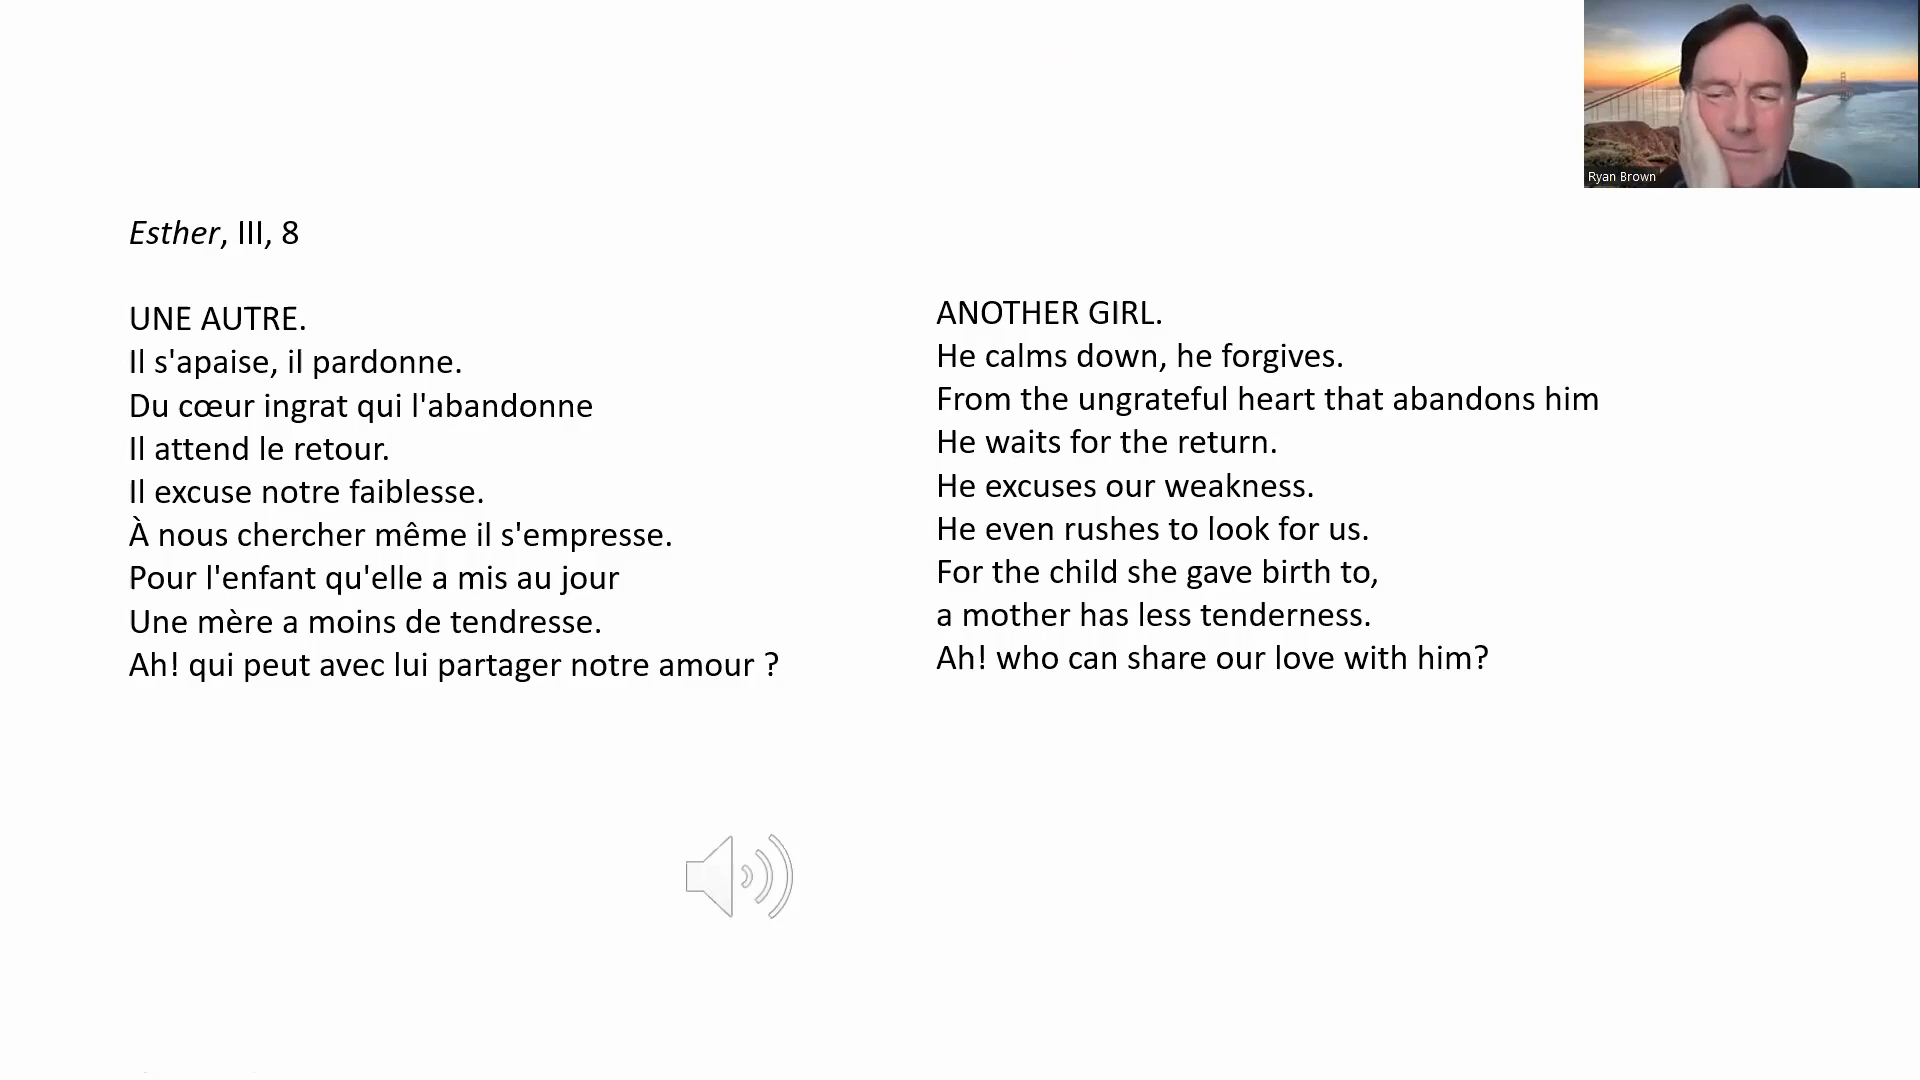 Ryan Brown
Esther, III, 8
UNE AUTRE.
Il s'apaise, il pardonne.
Du cœur ingrat qui l'abandonne
Il attend le retour.
Il excuse notre faiblesse.
À nous chercher même il s'empresse.
Pour l'enfant qu'elle a mis au jour
Une mère a moins de tendresse.
Ah! qui peut avec lui partager notre amour ?
ANOTHER GIRL.
He calms down, he forgives.
From the ungrateful heart that abandons him
He waits for the return.
He excuses our weakness.
He even rushes to look for us.
For the child she gave birth to,
a mother has less tenderness.
Ah! who can share our love with him?